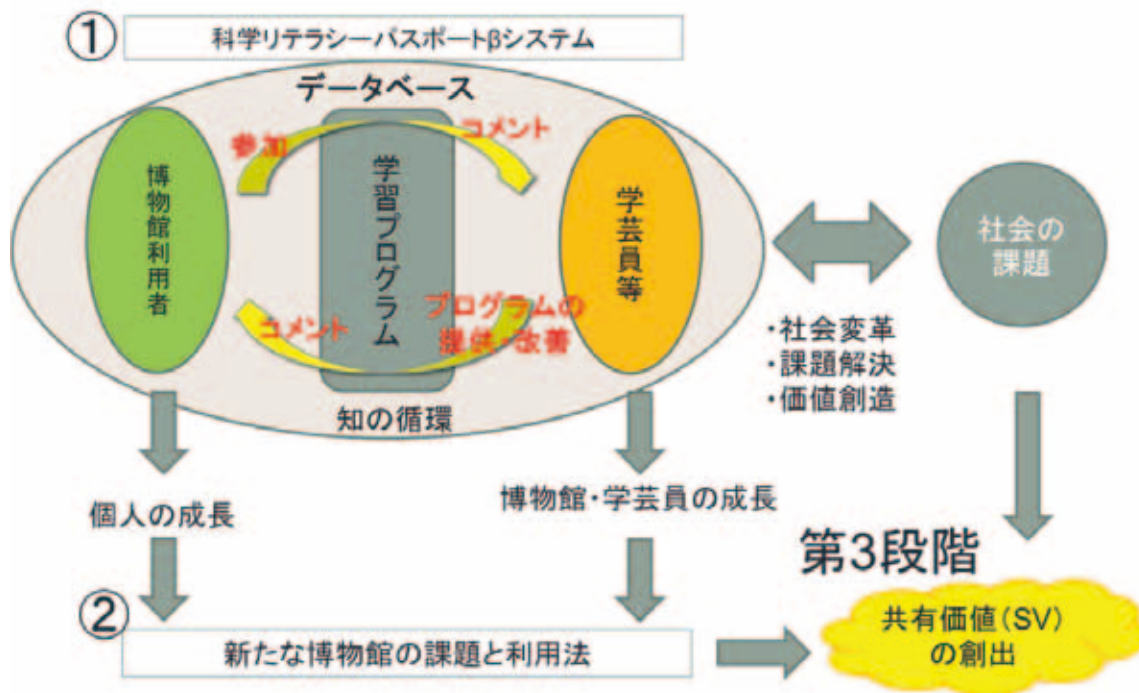 ①
科学リテラシーパスポートβシステム
データベース
参加
コメント
博物館利用者
学習プログラム
学芸員等
コメント
プログラムの
提供・改善
知の循環
社会の
課題
・社会変革
・課題解決
・価値創造
個人の成長
博物館・学芸員の成長
第3段階
②
新たな博物館の課題と利用法
共有価値(SV)
の創出